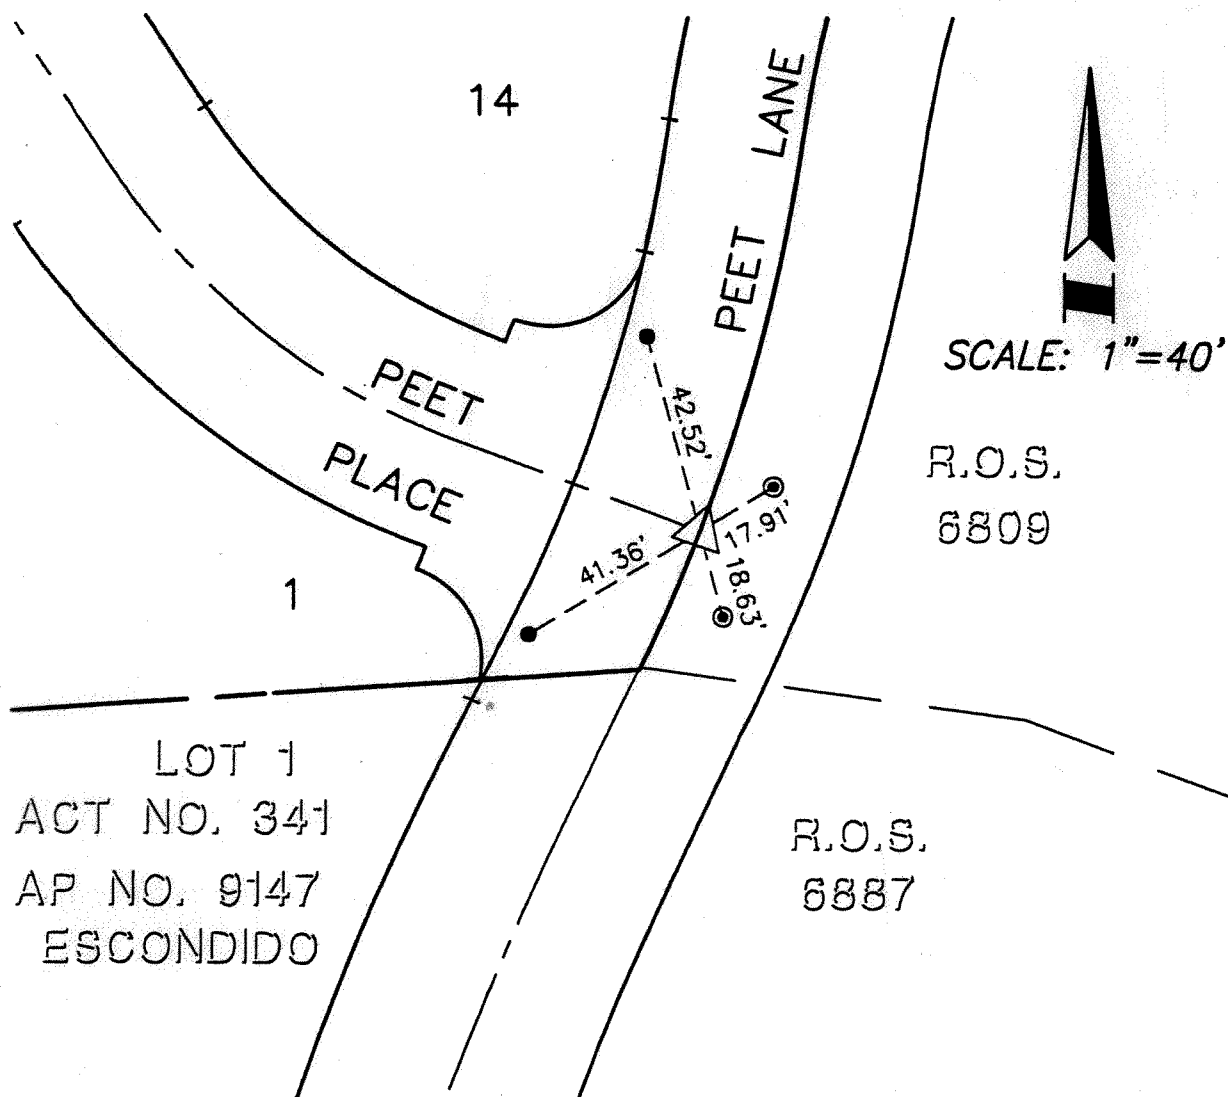 14
PEET LANE
SCALE: 1"=40'
PEET
PLACE
42.52'
R.O.S.
6809
17.91'
41.36'
18.63'
1
LOT 1
ACT NO. 341
AP NO. 9147
ESCONDIDO
R.O.S.
6887